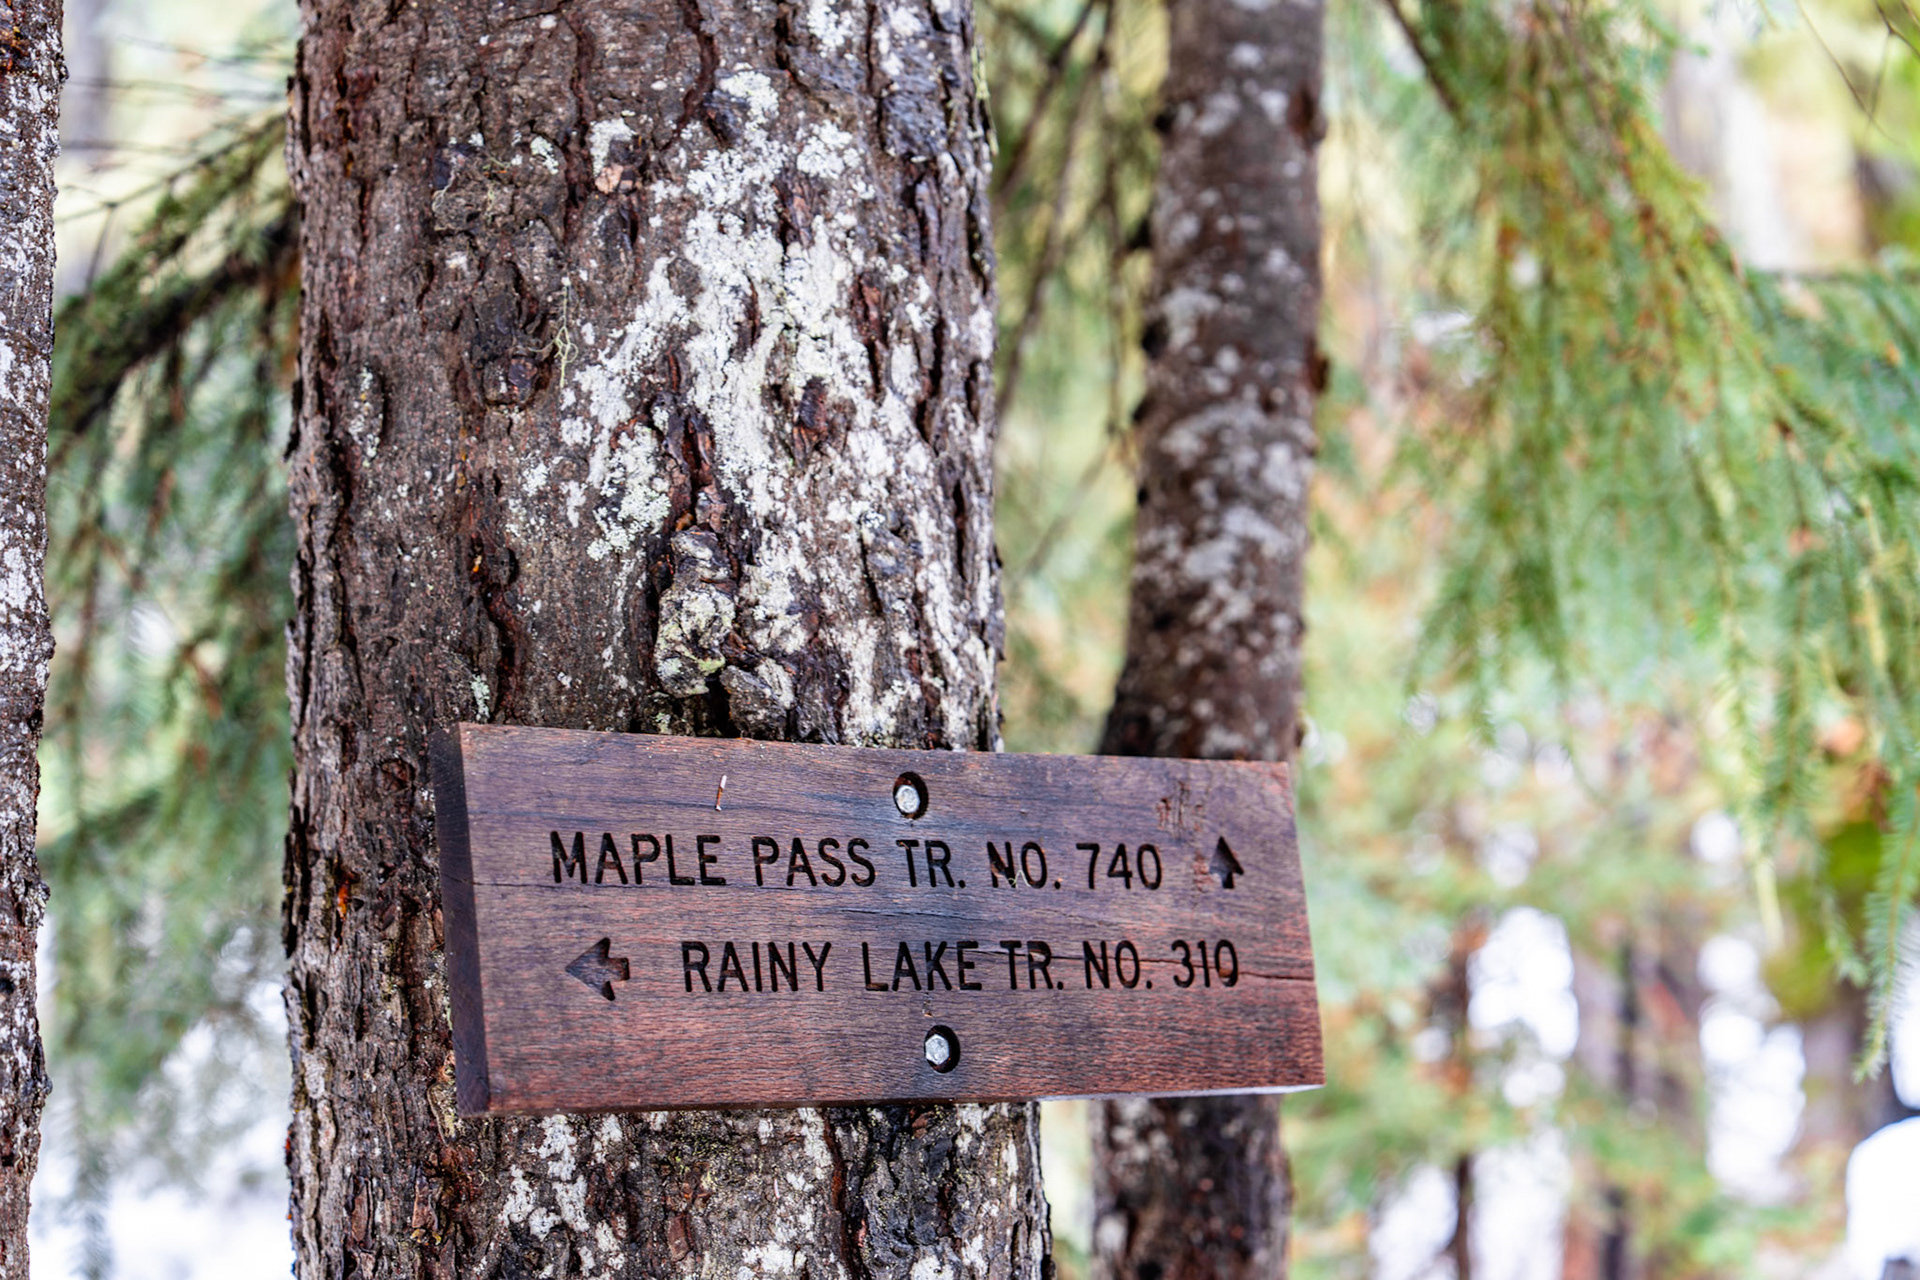 MAPLE PASS TR. NO. 740
RAINY LAKE TR. NO. 310